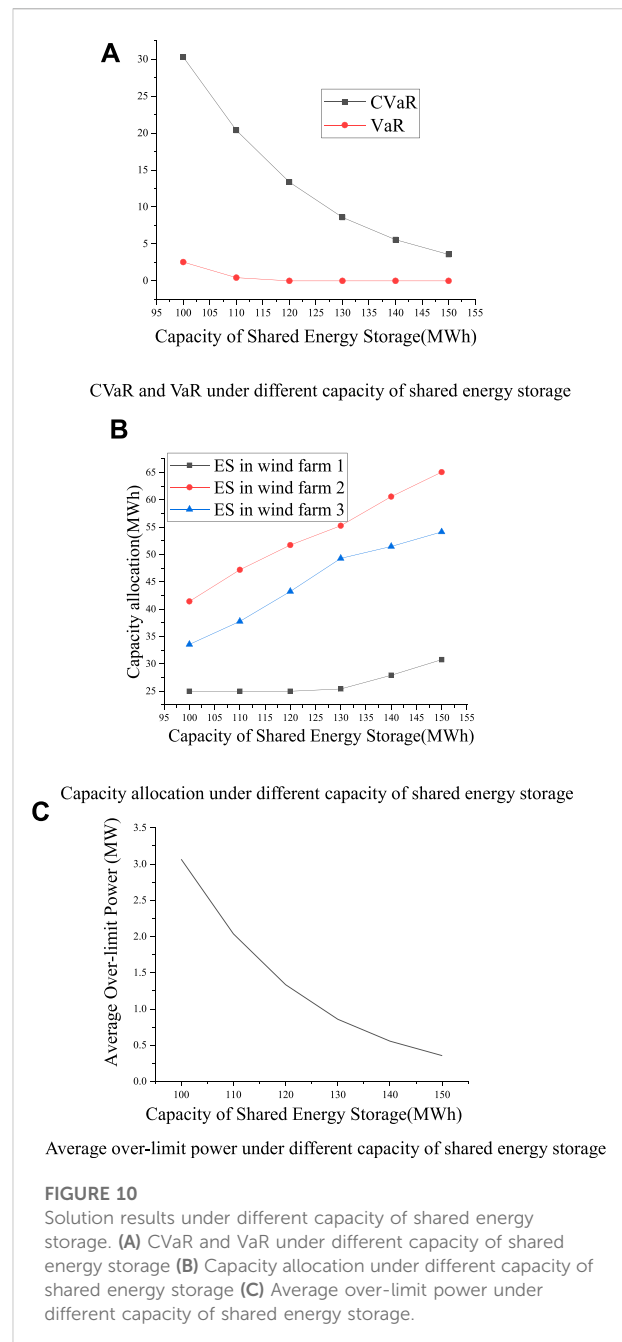 A
30
25
20
15
10
5
0
CVaR
VaR
95 100 105 110 115 120 125 130 135 140 145 150 155
Capacity of Shared Energy Storage(MWh)
CVaR and VaR under different capacity of shared energy storage
B
Capacity allocation(MWh)
65
60
55
50
45
40
35
30
25
ES in wind farm 1
ES in wind farm 2
ES in wind farm 3
95 100 105 110 115 120 125 130 135 140 145 150 155
Capacity of Shared Energy Storage(MWh)
Capacity allocation under different capacity of shared energy storage
C
Average Over-limit Power (MW)
3.5
3.0
2.5
2.0
1.5
1.0
0.5
0.0
100 110 120 130 140 150
Capacity of Shared Energy Storage(MWh)
Average over-limit power under different capacity of shared energy storage
FIGURE 10
Solution results under different capacity of shared energy
storage. (A) CVaR and VaR under different capacity of shared
energy storage (B) Capacity allocation under different capacity of
shared energy storage (C) Average over-limit power under
different capacity of shared energy storage.